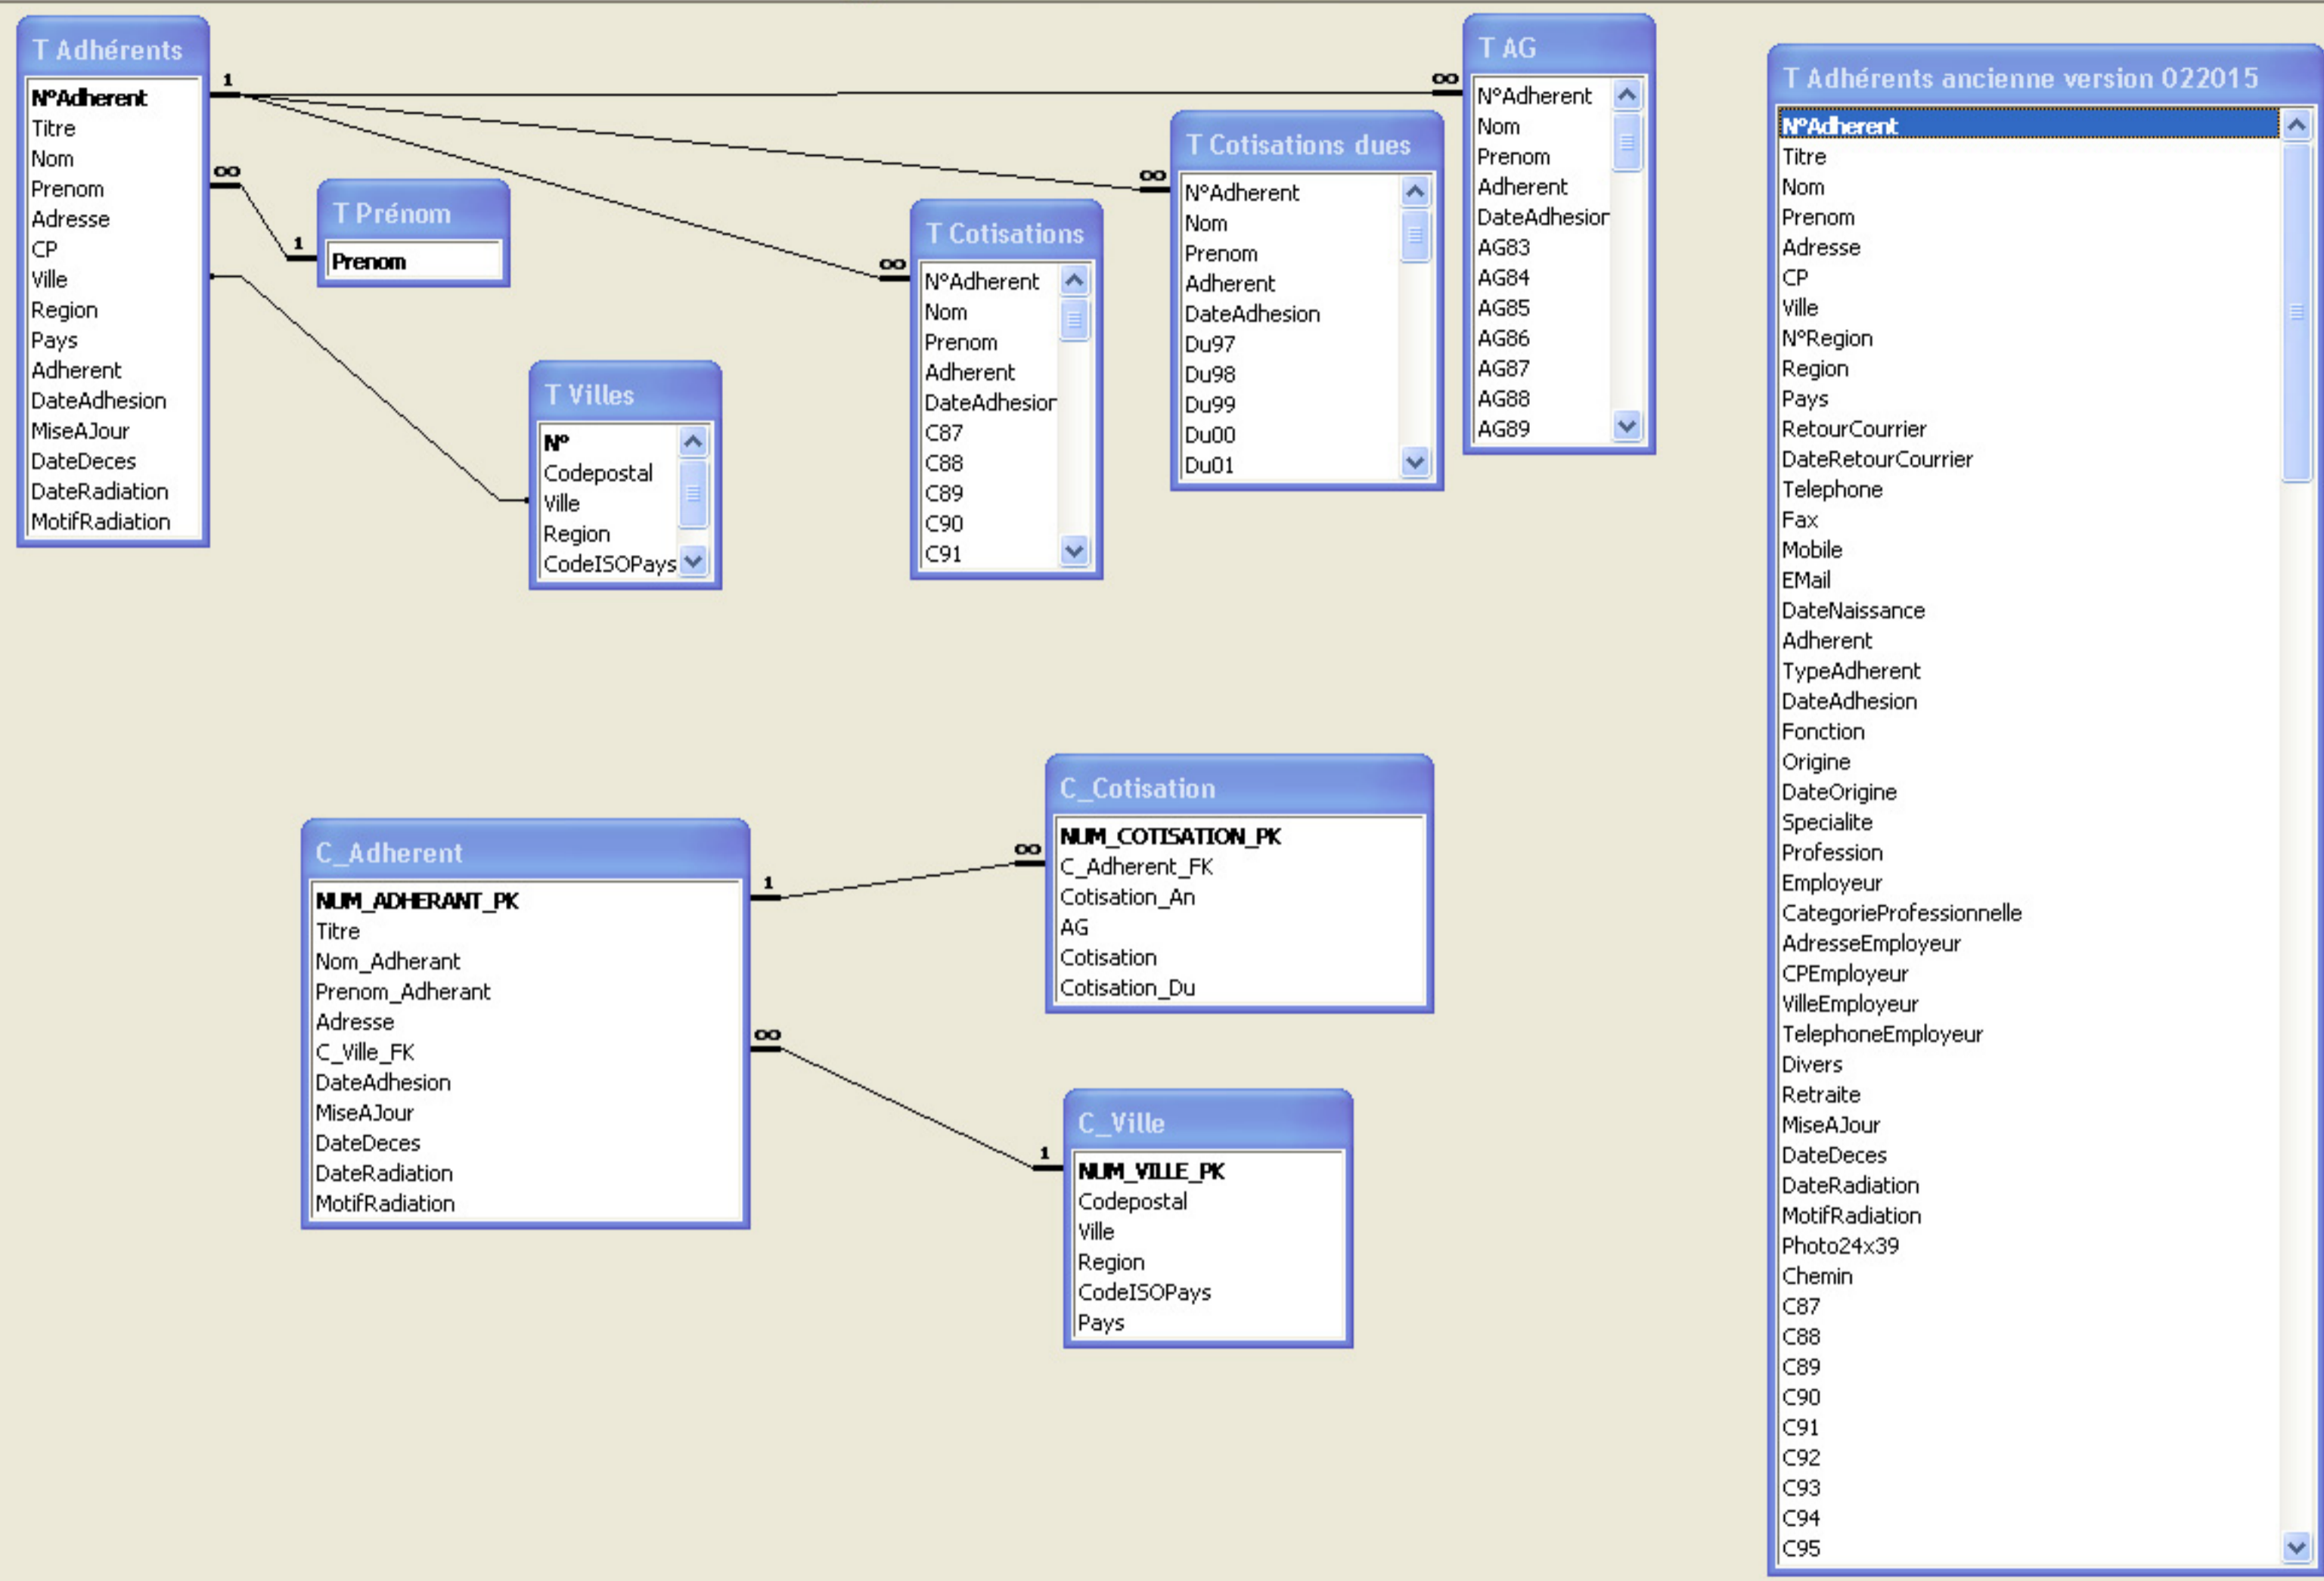 T Adhérents
N°Adherent
Titre
Nom
Prenom
Adresse
CP
Ville
Region
Pays
Adherent
DateAdhesion
MiseAJour
DateDeces
DateRadiation
MotifRadiation
1
∞
1
T Prénom
Prenom
T Villes
N°
Codepostal
Ville
Region
CodeISOPays
∞
T Cotisations
N°Adherent
Nom
Prenom
Adherent
DateAdhesion
C87
C88
C89
C90
C91
∞
T Cotisations dues
N°Adherent
Nom
Prenom
Adherent
DateAdhesion
Du97
Du98
Du99
Du00
Du01
∞
T AG
N°Adherent
Nom
Prenom
Adherent
DateAdhesion
AG83
AG84
AG85
AG86
AG87
AG88
AG89
T Adhérents ancienne version 022015
N°Adherent
Titre
Nom
Prenom
Adresse
CP
Ville
N°Region
Region
Pays
RetourCourrier
DateRetourCourrier
Telephone
Fax
Mobile
EMail
DateNaissance
Adherent
TypeAdherent
DateAdhesion
Fonction
Origine
DateOrigine
Specialite
Profession
Employeur
CategorieProfessionnelle
AdresseEmployeur
CPEmployeur
VilleEmployeur
TelephoneEmployeur
Divers
Retraite
MiseAJour
DateDeces
DateRadiation
MotifRadiation
Photo24x39
Chemin
C87
C88
C89
C90
C91
C92
C93
C94
C95
C_Adherent
NUM_ADHERANT_PK
Titre
Nom_Adherant
Prenom_Adherant
Adresse
C_Ville_FK
DateAdhesion
MiseAJour
DateDeces
DateRadiation
MotifRadiation
1
∞
∞
C_Cotisation
NUM_COTISATION_PK
C_Adherent_FK
Cotisation_An
AG
Cotisation
Cotisation_Du
1
C_Ville
NUM_VILLE_PK
Codepostal
Ville
Region
CodeISOPays
Pays